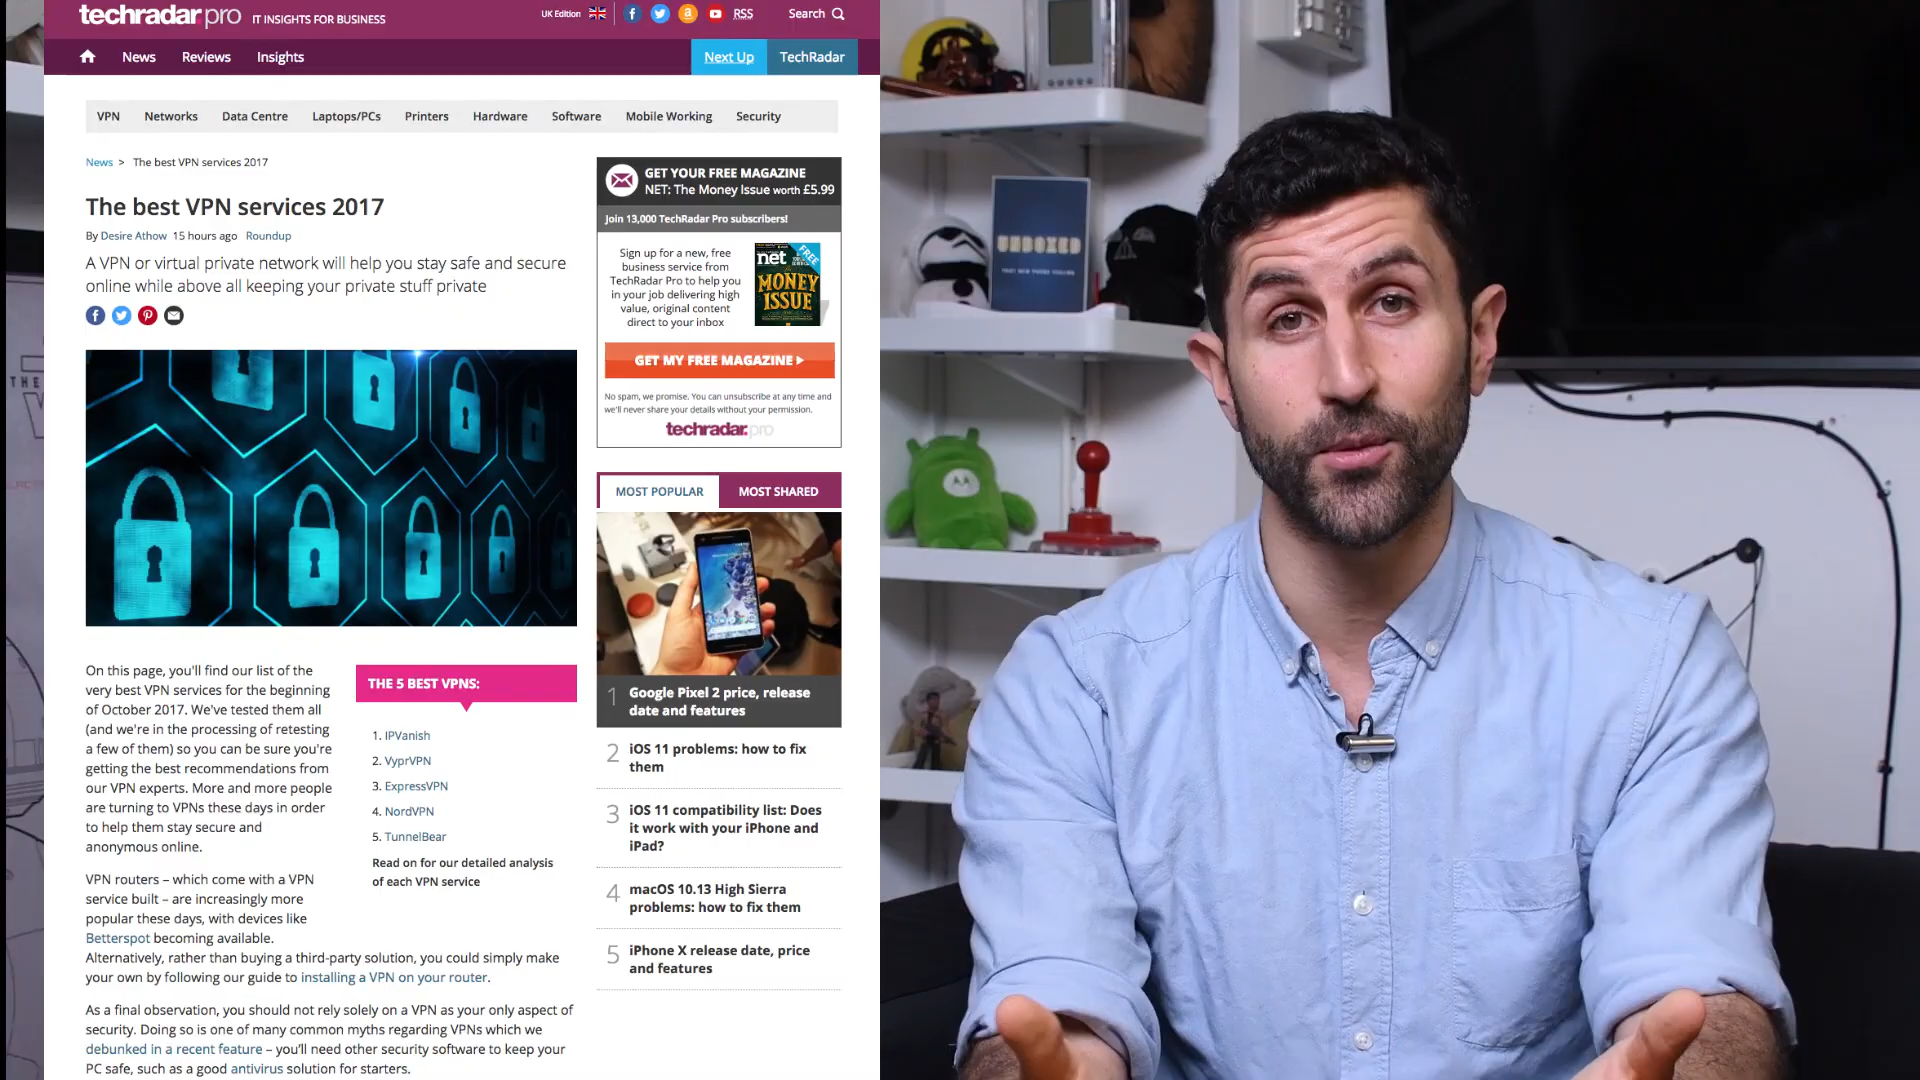 techradar.pro IT INSIGHTS FOR BUSINESS
UK Edition
RSS
Search
News Reviews Insights
Next Up TechRadar
VPN Networks Data Centre Laptops/PCs Printers Hardware Software Mobile Working Security
News > The best VPN services 2017
The best VPN services 2017
By Desire Athow 15 hours ago Roundup
A VPN or virtual private network will help you stay safe and secure
online while above all keeping your private stuff private
On this page, you'll find our list of the
very best VPN services for the beginning
of October 2017. We've tested them all
(and we're in the processing of retesting
a few of them) so you can be sure you're
getting the best recommendations from
our VPN experts. More and more people
are turning to VPNs these days in order
to help them stay secure and
anonymous online.
THE 5 BEST VPNS:
1. IPVanish
2. VyprVPN
3. ExpressVPN
4. NordVPN
5. TunnelBear
Read on for our detailed analysis
of each VPN service
VPN routers – which come with a VPN
service built – are increasingly more
popular these days, with devices like
Betterspot becoming available.
Alternatively, rather than buying a third-party solution, you could simply make
your own by following our guide to installing a VPN on your router.
As a final observation, you should not rely solely on a VPN as your only aspect of
security. Doing so is one of many common myths regarding VPNs which we
debunked in a recent feature – you'll need other security software to keep your
PC safe, such as a good antivirus solution for starters.
GET YOUR FREE MAGAZINE
NET: The Money Issue worth £5.99
Join 13,000 TechRadar Pro subscribers!
Sign up for a new, free
business service from
TechRadar Pro to help you
in your job delivering high
value, original content
direct to your inbox
net
FREE
MONEY
ISSUE
GET MY FREE MAGAZINE
No spam, we promise. You can unsubscribe at any time and
we'll never share your details without your permission.
techradar.pro
MOST POPULAR MOST SHARED
1 Google Pixel 2 price, release
date and features
2 iOS 11 problems: how to fix
them
3 iOS 11 compatibility list: Does
it work with your iPhone and
iPad?
4 macOS 10.13 High Sierra
problems: how to fix them
5 iPhone X release date, price
and features
UNBOXED
THE